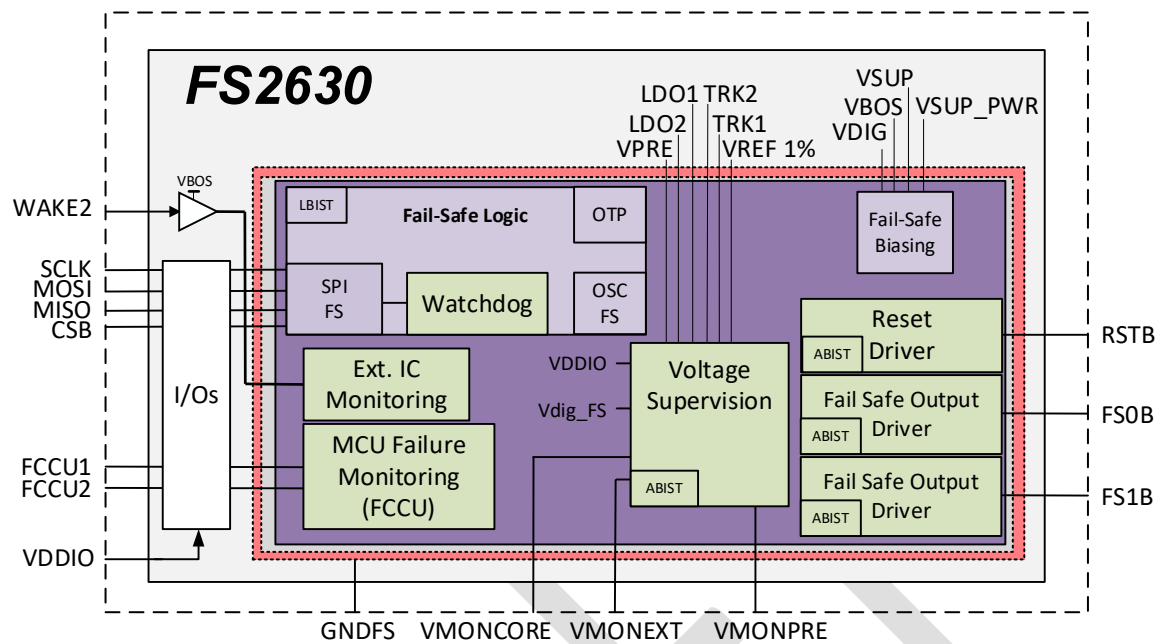 FS2630
VSUP
LDO1 TRK2
VBOS
VSUP_PWR
LDO2
TRK1
VDIG
VPRE
VREF 1%
VBOS
WAKE2
LBIST
Fail-Safe Logic
OTP
Fail-Safe
Biasing
SCLK
MOSI
MISO
CSB
SPI
FS
Watchdog
OSC
FS
Reset
Driver
ABIST
RSTB
I/Os
Ext. IC
Monitoring
VDDIO
Vdig_FS
Voltage
Supervision
ABIST
Fail Safe Output
Driver
ABIST
FS0B
FCCU1
FCCU2
MCU Failure
Monitoring
(FCCU)
Fail Safe Output
Driver
ABIST
FS1B
VDDIO
GNDFS
VMONCORE
VMONEXT
VMONPRE